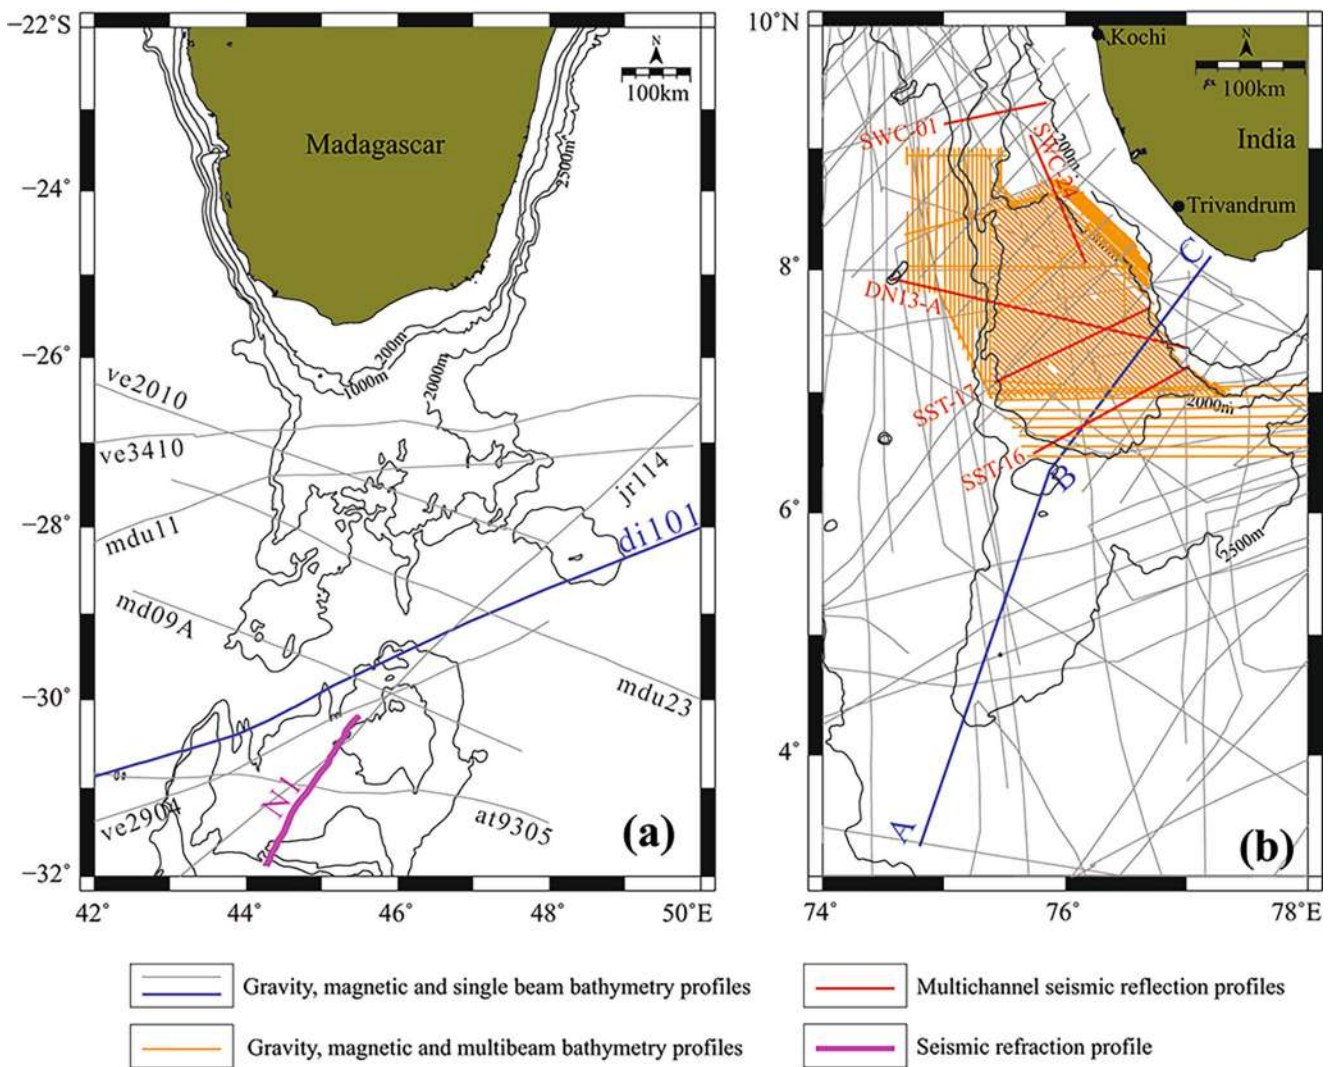 −22˚S
−24˚
−26˚
−28˚
−30˚
−32˚
42˚
44˚
46˚
48˚
50˚E
Madagascar
N
100km
2500m
200m
1000m
2000m
ve2010
ve3410
mdu11
jr114
di101
md09A
mdu23
N1
ve2904
at9305
(a)
10˚N
8˚
6˚
4˚
74˚
76˚
78˚E
Kochi
N
100km
India
Trivandrum
SWC-01
200m
SWC-24
DN13-A
C
SST-17
2000m
SST-16
B
2500m
A
(b)
Gravity, magnetic and single beam bathymetry profiles
Multichannel seismic reflection profiles
Gravity, magnetic and multibeam bathymetry profiles
Seismic refraction profile